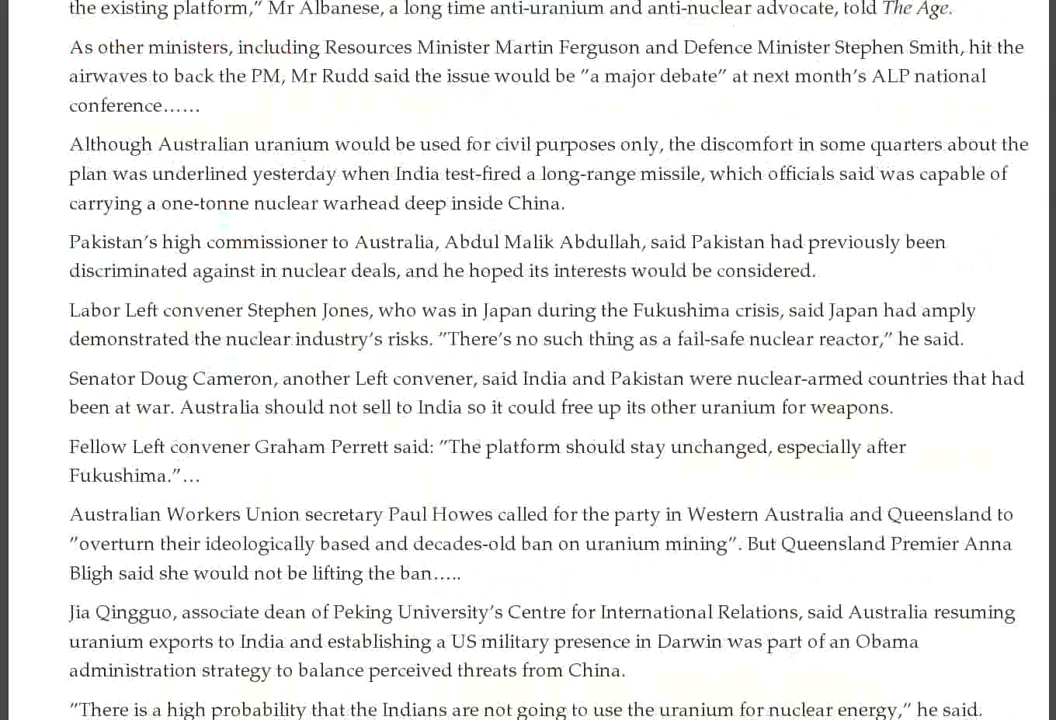 the existing platform,” Mr Albanese, a long time anti-uranium and anti-nuclear advocate, told The Age.
As other ministers, including Resources Minister Martin Ferguson and Defence Minister Stephen Smith, hit the
airwaves to back the PM, Mr Rudd said the issue would be ”a major debate” at next month’s ALP national
conference……
Although Australian uranium would be used for civil purposes only, the discomfort in some quarters about the
plan was underlined yesterday when India test-fired a long-range missile, which officials said was capable of
carrying a one-tonne nuclear warhead deep inside China.
Pakistan’s high commissioner to Australia, Abdul Malik Abdullah, said Pakistan had previously been
discriminated against in nuclear deals, and he hoped its interests would be considered.
Labor Left convener Stephen Jones, who was in Japan during the Fukushima crisis, said Japan had amply
demonstrated the nuclear industry’s risks. ”There’s no such thing as a fail-safe nuclear reactor,” he said.
Senator Doug Cameron, another Left convener, said India and Pakistan were nuclear-armed countries that had
been at war. Australia should not sell to India so it could free up its other uranium for weapons.
Fellow Left convener Graham Perrett said: ”The platform should stay unchanged, especially after
Fukushima.”…
Australian Workers Union secretary Paul Howes called for the party in Western Australia and Queensland to
”overturn their ideologically based and decades-old ban on uranium mining”. But Queensland Premier Anna
Bligh said she would not be lifting the ban…..
Jia Qingguo, associate dean of Peking University’s Centre for International Relations, said Australia resuming
uranium exports to India and establishing a US military presence in Darwin was part of an Obama
administration strategy to balance perceived threats from China.
”There is a high probability that the Indians are not going to use the uranium for nuclear energy,” he said.